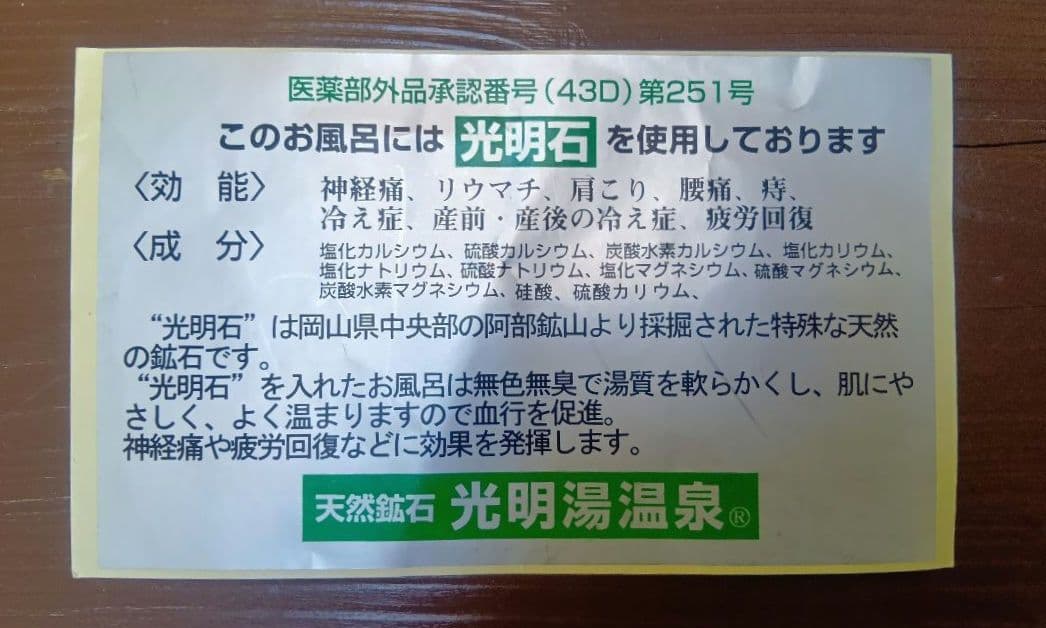 医薬部外品承認番号(43D)第251号
このお風呂には 光明石 を使用しております
〈効 能〉 神経痛、リウマチ、肩こり、腰痛、痔、
冷え症、産前・産後の冷え症、疲労回復
〈成 分〉 塩化カルシウム、硫酸カルシウム、炭酸水素カルシウム、塩化カリウム、
塩化ナトリウム、硫酸ナトリウム、塩化マグネシウム、硫酸マグネシウム、
炭酸水素マグネシウム、硅酸、硫酸カリウム、
“光明石”は岡山県中央部の阿部鉱山より採掘された特殊な天然
の鉱石です。
“光明石”を入れたお風呂は無色無臭で湯質を軟らかくし、肌にや
さしく、よく温まりますので血行を促進。
神経痛や疲労回復などに効果を発揮します。
天然鉱石 光明湯温泉®